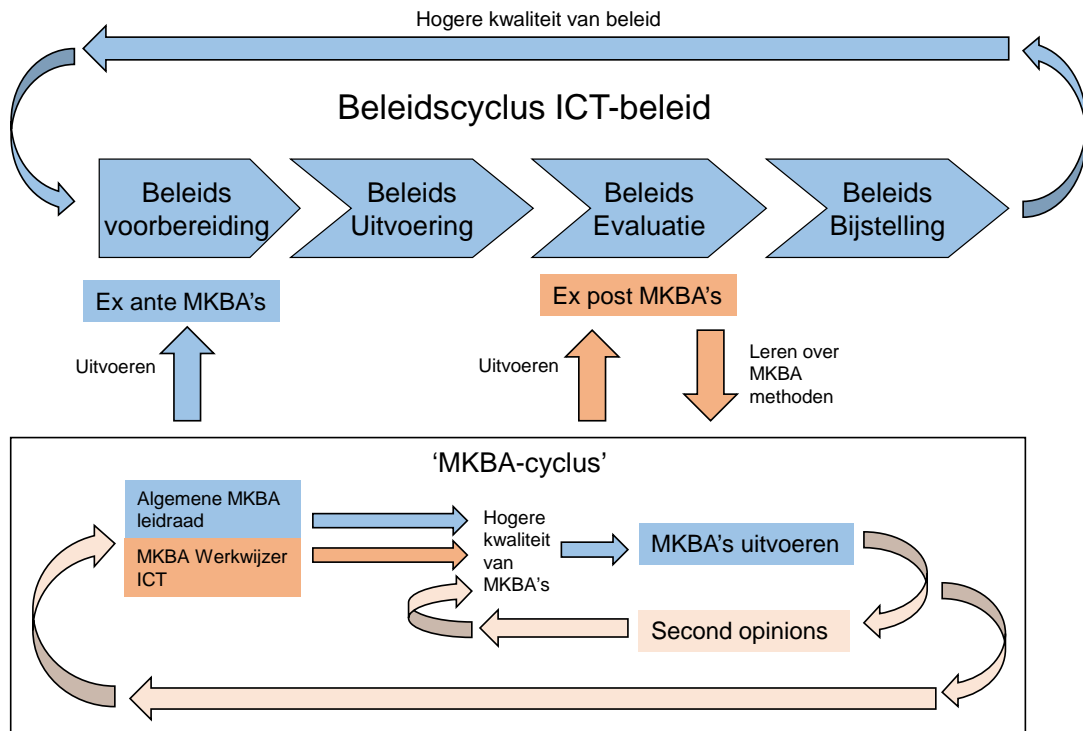 Hogere kwaliteit van beleid
Beleidscyclus ICT-beleid
Beleids
voorbereiding
Beleids
Uitvoering
Beleids
Evaluatie
Beleids
Bijstelling
Ex ante MKBA's
Ex post MKBA's
Uitvoeren
Uitvoeren
Leren over
MKBA
methoden
‘MKBA-cyclus’
Algemene MKBA
leidraad
MKBA Werkwijzer
ICT
Hogere
kwaliteit
van
MKBA's
MKBA's uitvoeren
Second opinions